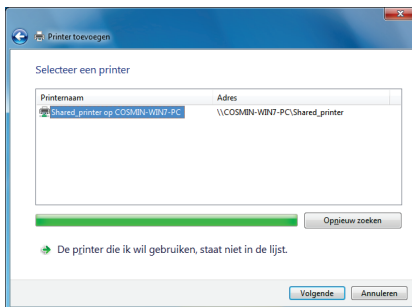 Printer toevoegen
Selecteer een printer
Printernaam Adres
Shared_printer op COSMIN-WIN7-PC \\COSMIN-WIN7-PC\Shared_printer
Opnieuw zoeken
De printer die ik wil gebruiken, staat niet in de lijst.
Volgende Annuleren